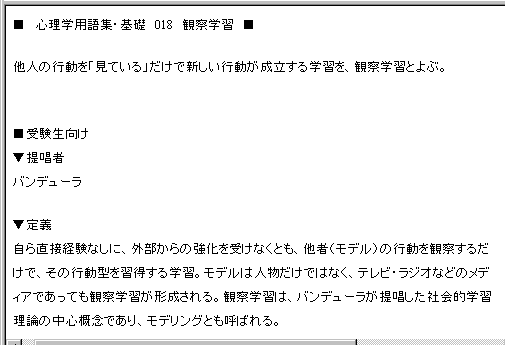 ■　心理学用語集・基礎　018　観察学習　■
他人の行動を「見ている」だけで新しい行動が成立する学習を、観察学習とよぶ。
■受験生向け
▼提唱者
バンデューラ
▼定義
自ら直接経験なしに、外部からの強化を受けなくとも、他者（モデル）の行動を観察するだ
けで、その行動型を習得する学習。モデルは人物だけではなく、テレビ・ラジオなどのメデ
ィアであっても観察学習が形成される。観察学習は、バンデューラが提唱した社会的学習
理論の中心概念であり、モデリングとも呼ばれる。